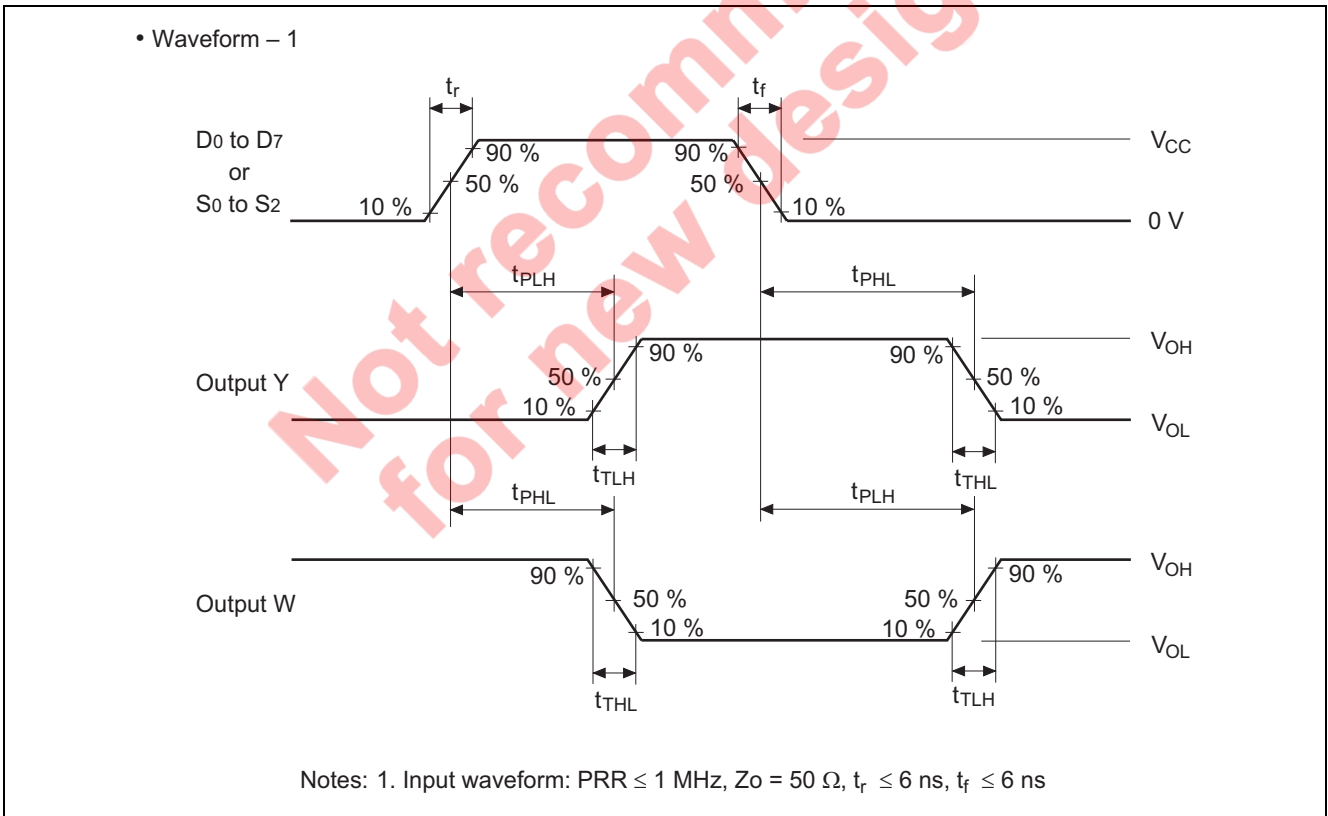 • Waveform – 1
tr
tf
D0 to D7
or
S0 to S2
90 %
90 %
VCC
50 %
50 %
10 %
10 %
0 V
tPLH
tPHL
90 %
90 %
VOH
Output Y
50 %
50 %
10 %
10 %
VOL
tTLH
tTHL
tPHL
tPLH
90 %
90 %
VOH
Output W
50 %
50 %
10 %
10 %
VOL
tTHL
tTLH
Notes: 1. Input waveform: PRR ≤ 1 MHz, Zo = 50 Ω, tr ≤ 6 ns, tf ≤ 6 ns
Not recomm
for new desig